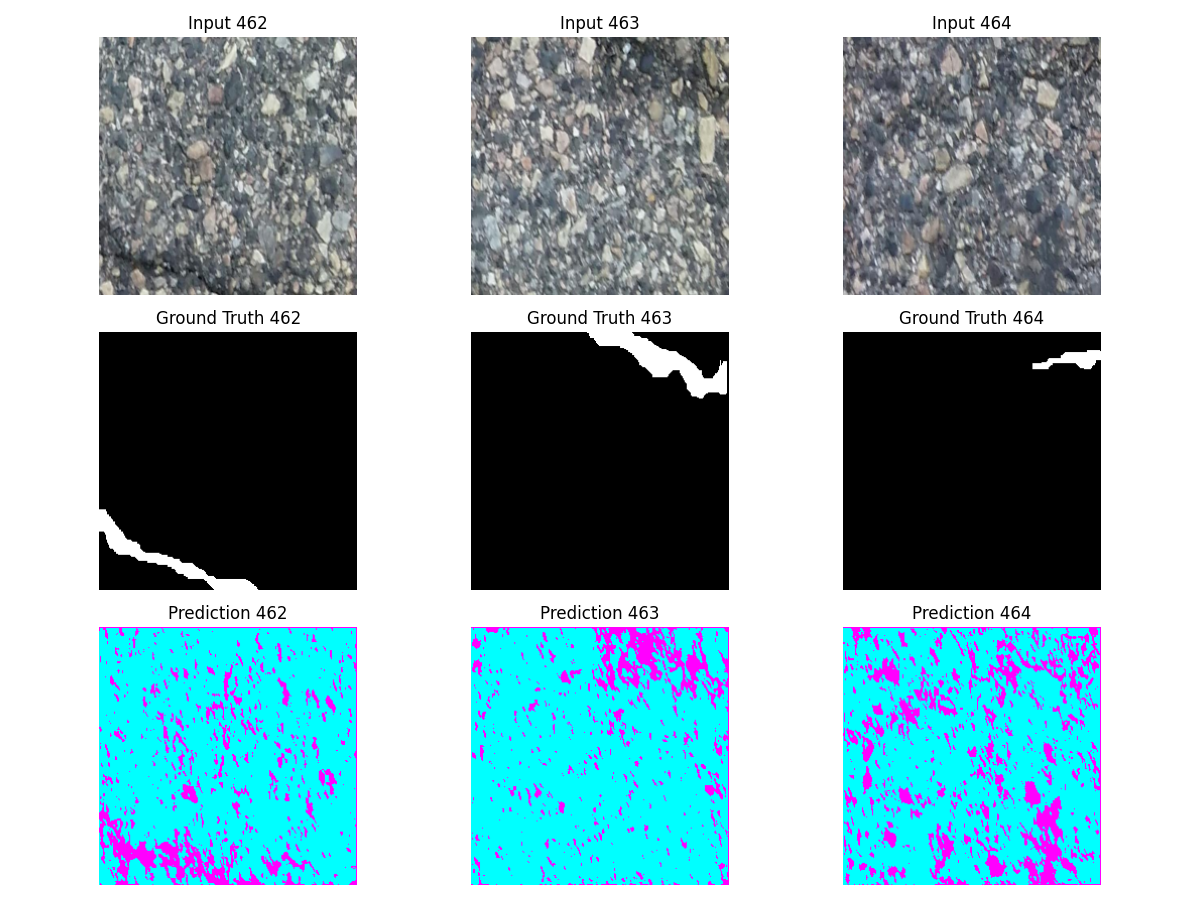 Input 462
Input 463
Input 464
Ground Truth 462
Ground Truth 463
Ground Truth 464
Prediction 462
Prediction 463
Prediction 464